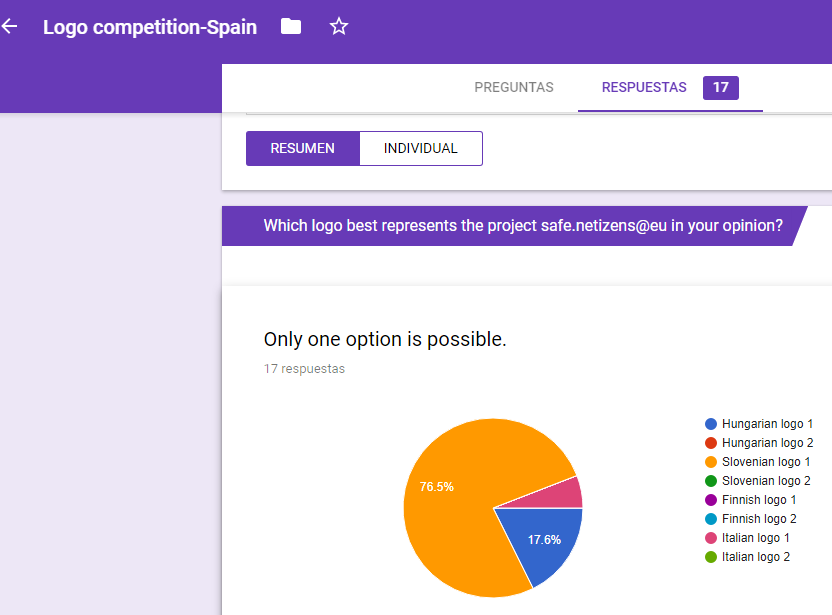 Logo competition-Spain
PREGUNTAS RESPUESTAS 17
RESUMEN INDIVIDUAL
Which logo best represents the project safe.netizens@eu in your opinion?
Only one option is possible.
17 respuestas
76.5%
17.6%
Hungarian logo 1
Hungarian logo 2
Slovenian logo 1
Slovenian logo 2
Finnish logo 1
Finnish logo 2
Italian logo 1
Italian logo 2